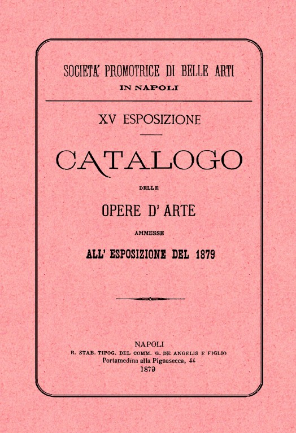 SOCIETA' PROMOTRICE DI BELLE ARTI
IN NAPOLI
XV ESPOSIZIONE
CATALOGO
DELLE
OPERE D' ARTE
AMMESSE
ALL' ESPOSIZIONE DEL 1879
NAPOLI
R. STAB. TIPOG. DEL COMM. G. DE ANGELIS E FIGLIO
Portamedina alla Pignasecca, 44
1879